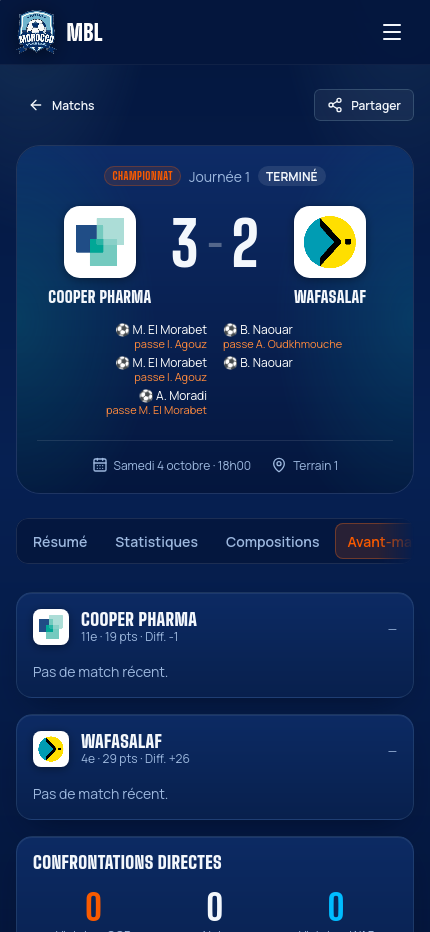 MOROCCO
MBL
Matchs
Partager
CHAMPIONNAT Journée 1 TERMINÉ
3 - 2
COOPER PHARMA WAFASALAF
M. El Morabet
passe I. Agouz
M. El Morabet
passe I. Agouz
A. Moradi
passe M. El Morabet
B. Naouar
passe A. Oudkhmouche
B. Naouar
Samedi 4 octobre · 18h00 Terrain 1
Résumé Statistiques Compositions Avant-ma
COOPER PHARMA
11e · 19 pts · Diff. -1
—
Pas de match récent.
WAFASALAF
4e · 29 pts · Diff. +26
—
Pas de match récent.
CONFRONTATIONS DIRECTES
0 0 0